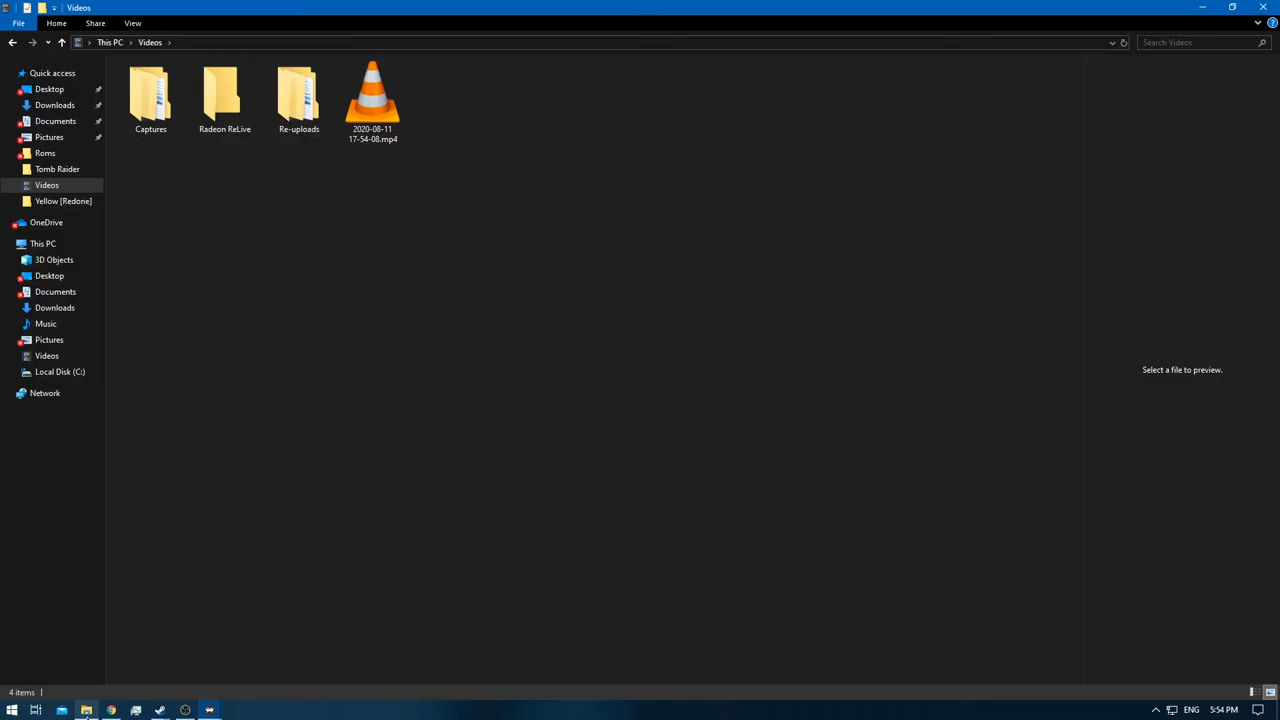 Videos
File Home Share View
This PC Videos
Search Videos
Quick access
Desktop
Downloads
Documents
Pictures
Roms
Tomb Raider
Videos
Yellow [Redone]
OneDrive
This PC
3D Objects
Desktop
Documents
Downloads
Music
Pictures
Videos
Local Disk (C:)
Network
Captures
Radeon ReLive
Re-uploads
2020-08-11
17-54-08.mp4
Select a file to preview.
4 items
ENG 5:54 PM